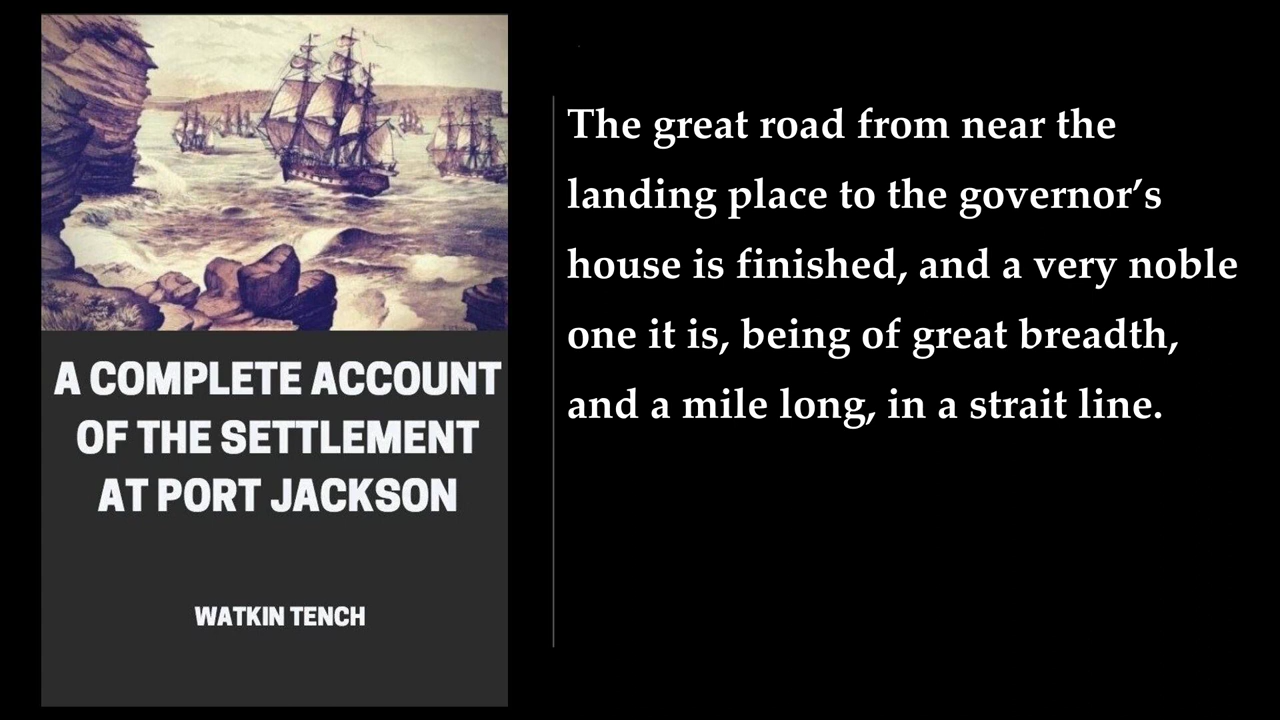 A COMPLETE ACCOUNT
OF THE SETTLEMENT
AT PORT JACKSON
WATKIN TENCH
The great road from near the
landing place to the governor’s
house is finished, and a very noble
one it is, being of great breadth,
and a mile long, in a strait line.